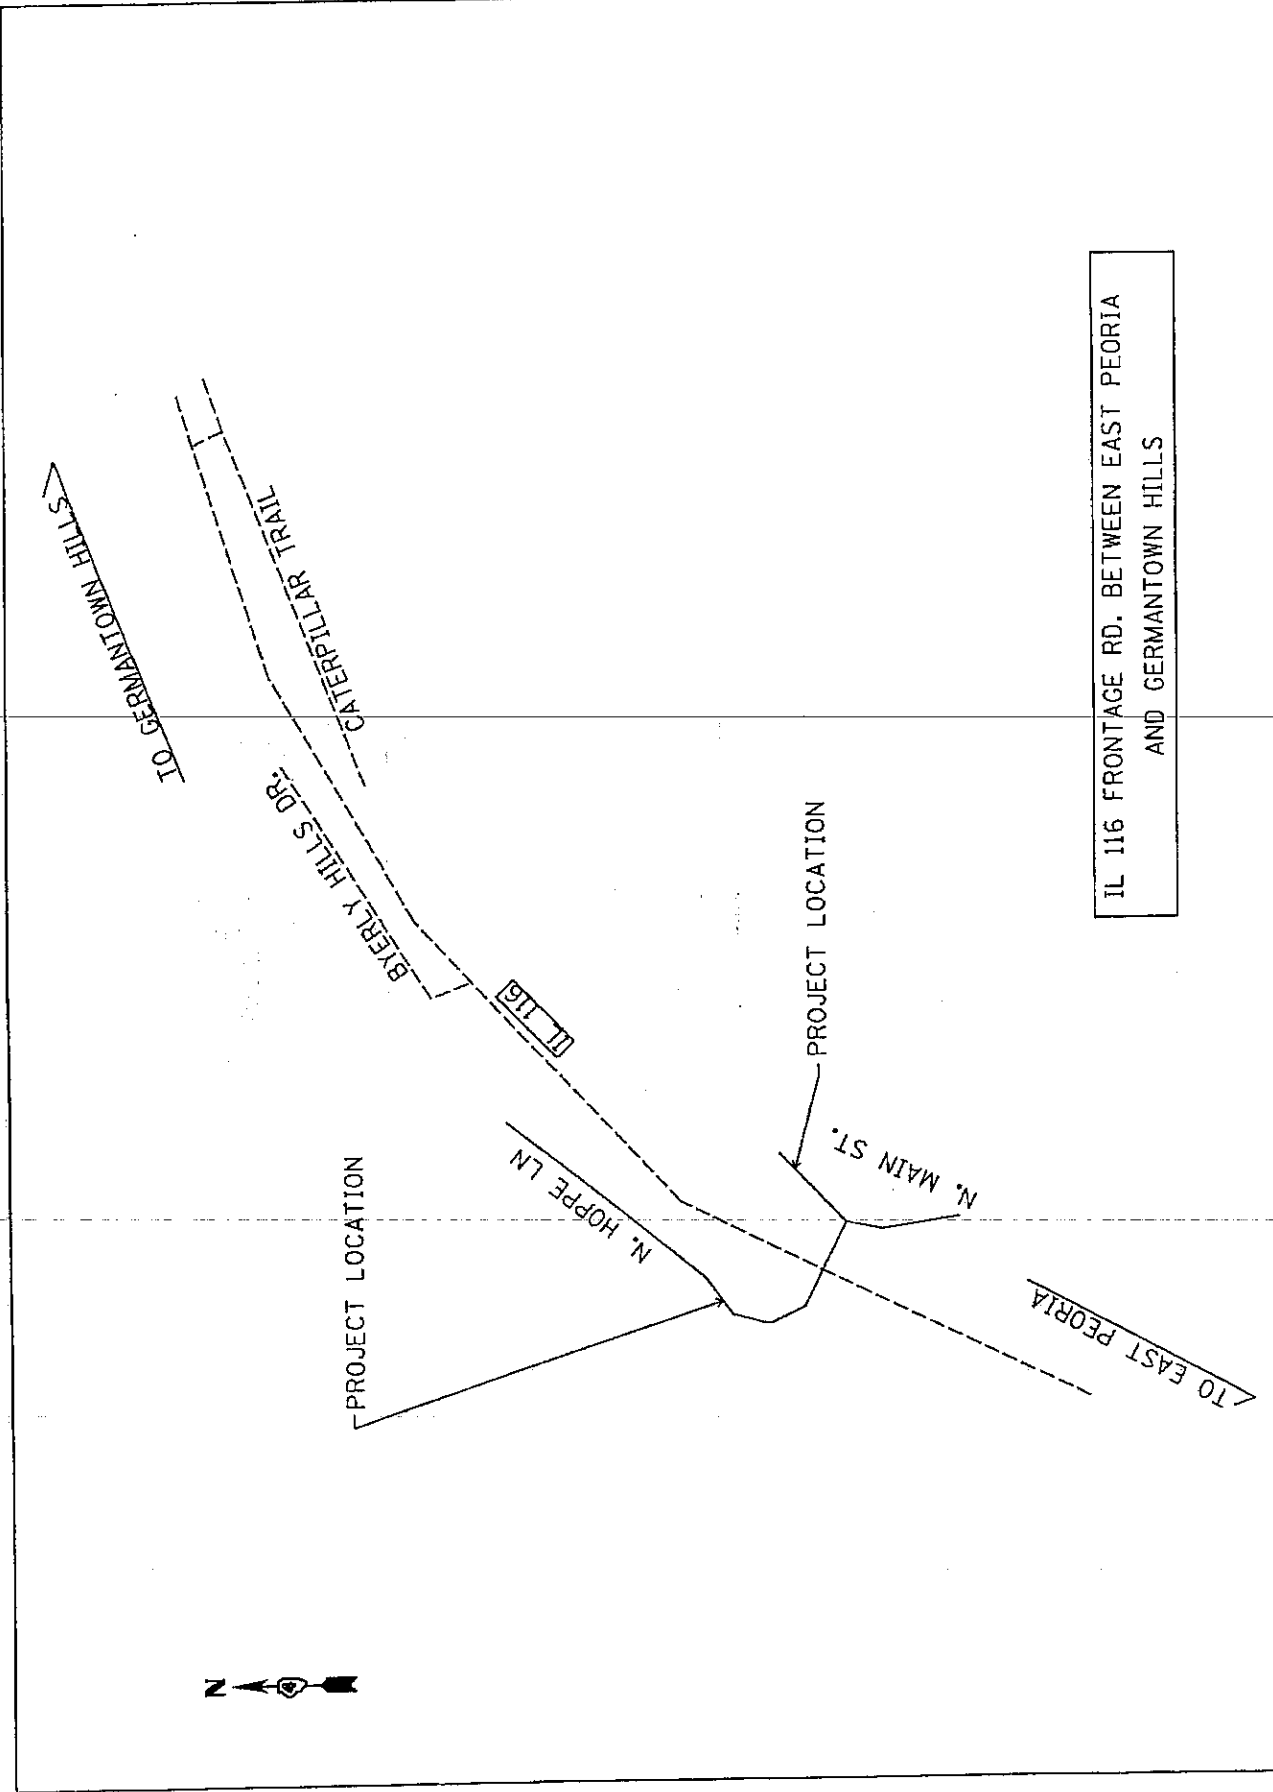 TO GERMANTOWN HILLS
CATERPILLAR TRAIL
BYERLY HILLS DR.
IL 116
N. HOPPE LN
PROJECT LOCATION
PROJECT LOCATION
N. MAIN ST.
TO EAST PEORIA
N
4
IL 116 FRONTAGE RD. BETWEEN EAST PEORIA
AND GERMANTOWN HILLS